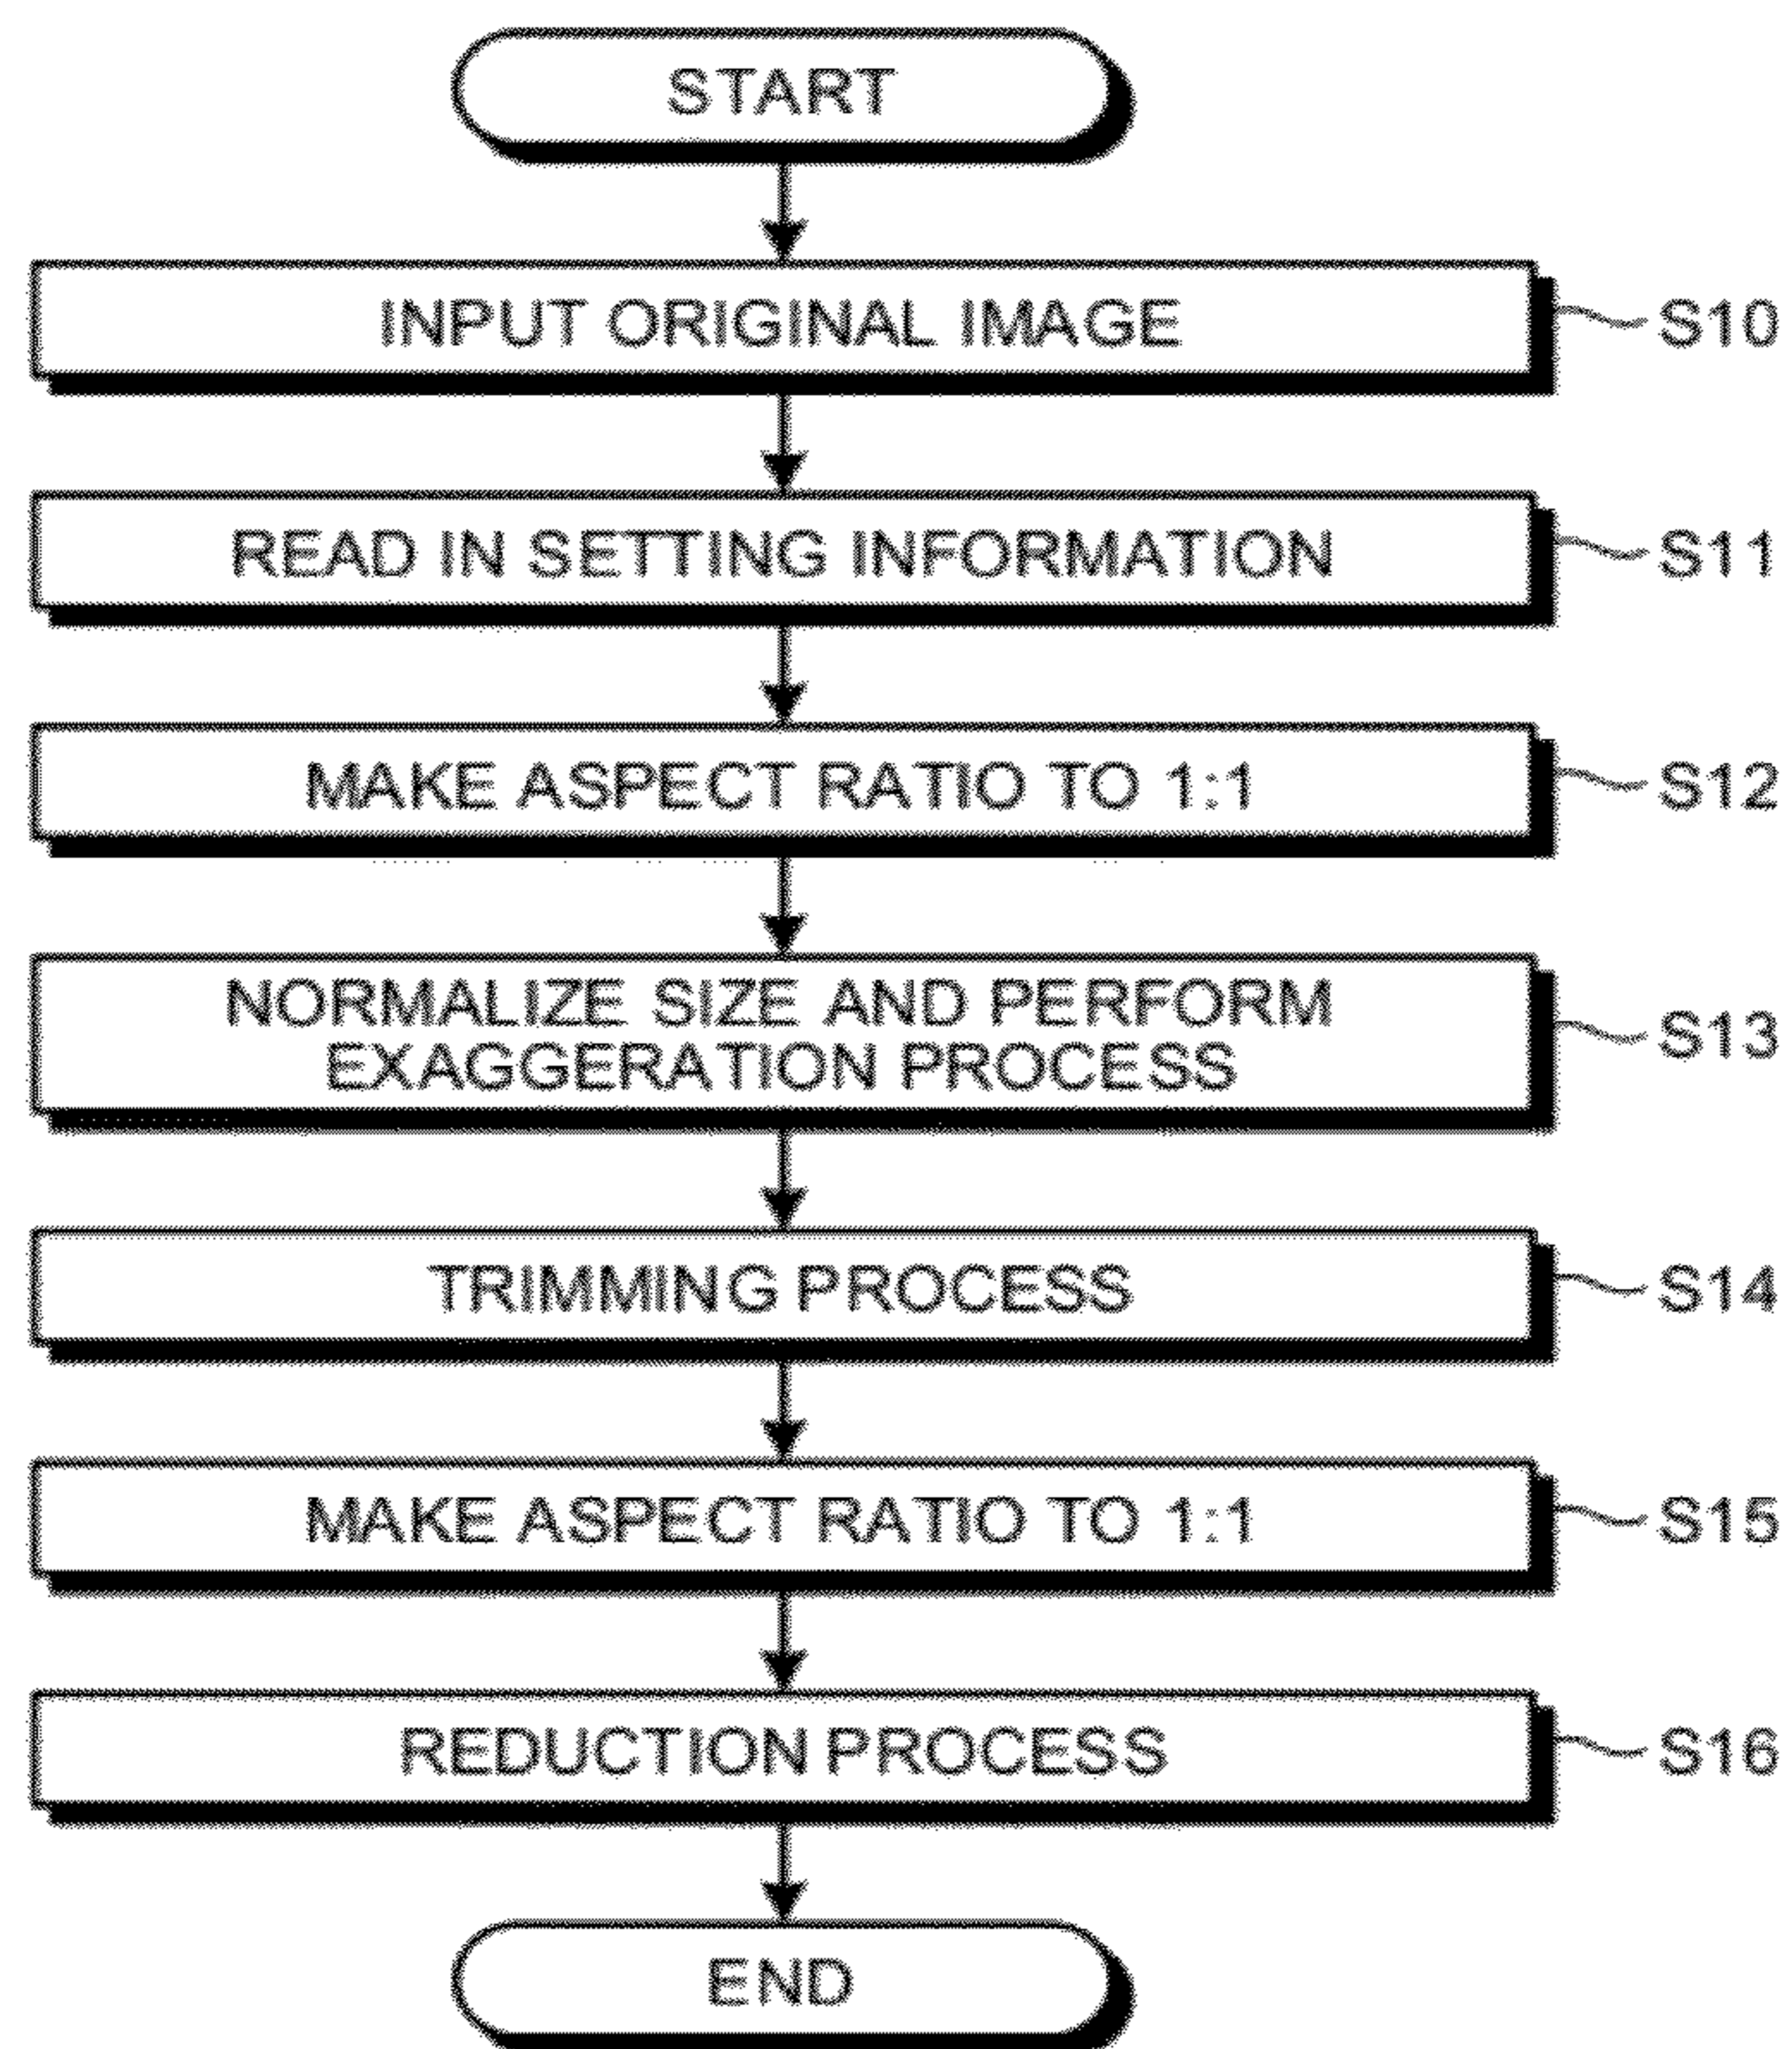 START
INPUT ORIGINAL IMAGE
S10
READ IN SETTING INFORMATION
S11
MAKE ASPECT RATIO TO 1:1
S12
NORMALIZE SIZE AND PERFORM
EXAGGERATION PROCESS
S13
TRIMMING PROCESS
S14
MAKE ASPECT RATIO TO 1:1
S15
REDUCTION PROCESS
S16
END